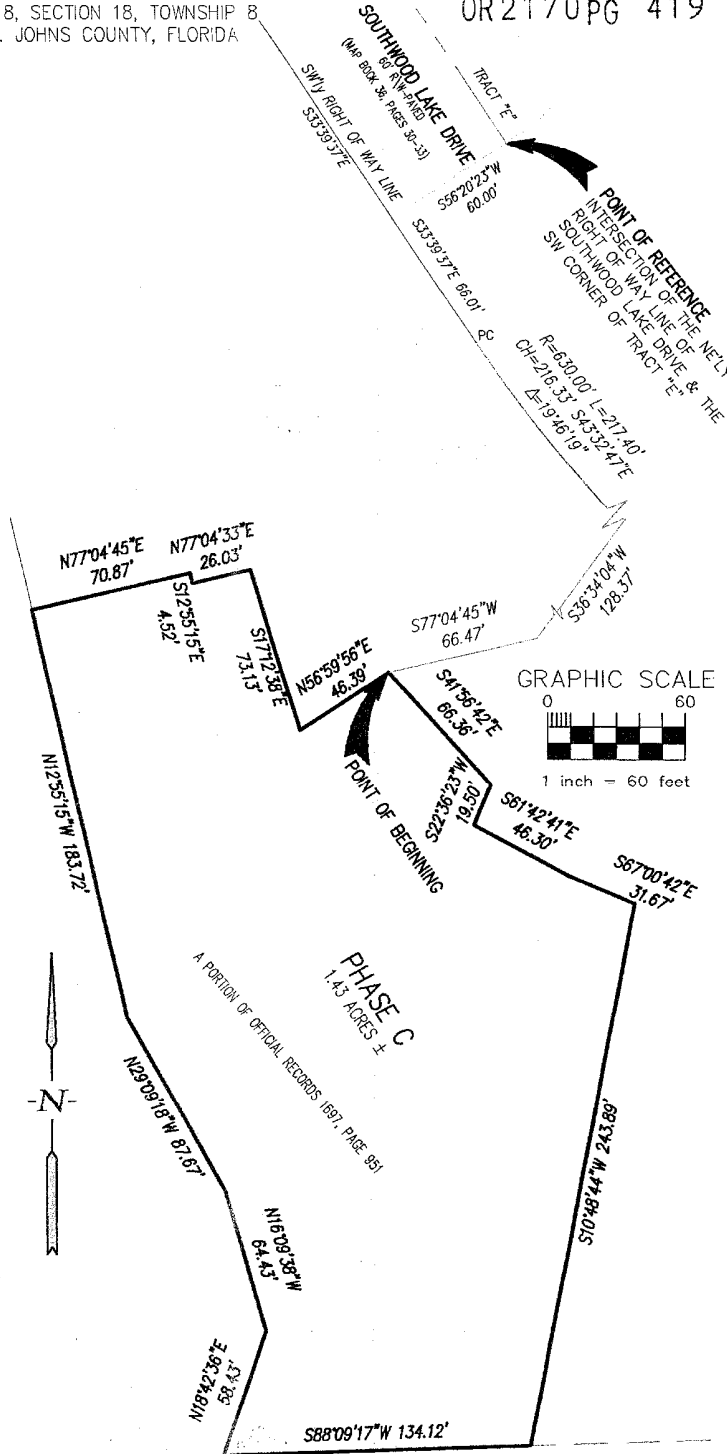 8, SECTION 18, TOWNSHIP 8
JOHNS COUNTY, FLORIDA
OR2170PG 419
SOUTHWOOD LAKE DRIVE
60' R\W-PAVED
(MAP BOOK 36, PAGES 30-33)
TRACT "E"
SW'ly RIGHT OF WAY LINE
S33°39'37"E
S56°20'23"W
60.00'
POINT OF REFERENCE
INTERSECTION OF THE NE'LY
RIGHT OF WAY LINE OF
SOUTHWOOD LAKE DRIVE & THE
SW CORNER OF TRACT "E"
S33°39'37"E 66.01'
PC
R=630.00' L=217.40'
CH=216.33' S43°32'47"E
Δ=19°46'19"
N77°04'45"E
70.87'
N77°04'33"E
26.03'
S12°55'15"E
4.52'
S17°12'38"E
73.13'
N56°59'56"E
46.39'
S77°04'45"W
66.47'
S36°34'04"W
128.37'
GRAPHIC SCALE
0 60
1 inch = 60 feet
S41°56'42"E
66.36'
S22°36'23"W
19.50'
S61°42'41"E
46.30'
S67°00'42"E
31.67'
POINT OF BEGINNING
N12°55'15"W 183.72'
PHASE C
1.43 ACRES ±
A PORTION OF OFFICIAL RECORDS 1697, PAGE 951
-N-
N29°09'18"W 87.67'
N16°09'38"W
64.43'
S10°48'44"W 243.89'
N18°42'36"E
58.43'
S88°09'17"W 134.12'